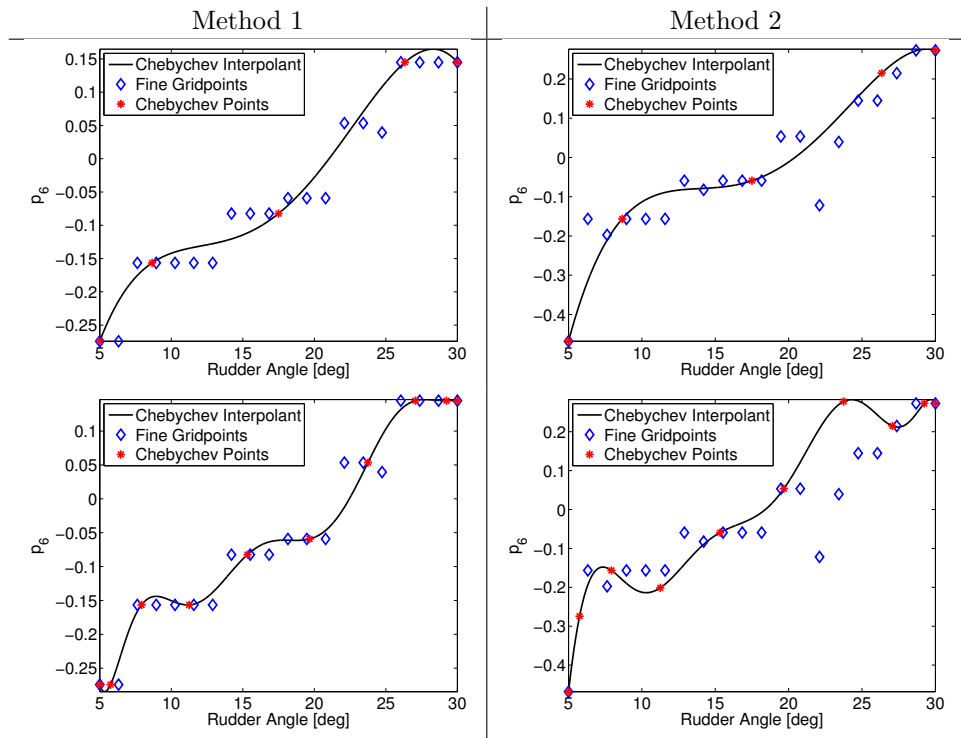 Method 1
Method 2
0.15
0.1
0.05
0
−0.05
−0.1
−0.15
−0.2
−0.25
p6
Chebychev Interpolant
Fine Gridpoints
Chebychev Points
5
10
15
20
25
30
Rudder Angle [deg]
0.2
0.1
0
−0.1
−0.2
−0.3
−0.4
p6
Chebychev Interpolant
Fine Gridpoints
Chebychev Points
5
10
15
20
25
30
Rudder Angle [deg]
0.1
0.05
0
−0.05
−0.1
−0.15
−0.2
−0.25
p6
Chebychev Interpolant
Fine Gridpoints
Chebychev Points
5
10
15
20
25
30
Rudder Angle [deg]
0.2
0.1
0
−0.1
−0.2
−0.3
−0.4
p6
Chebychev Interpolant
Fine Gridpoints
Chebychev Points
5
10
15
20
25
30
Rudder Angle [deg]